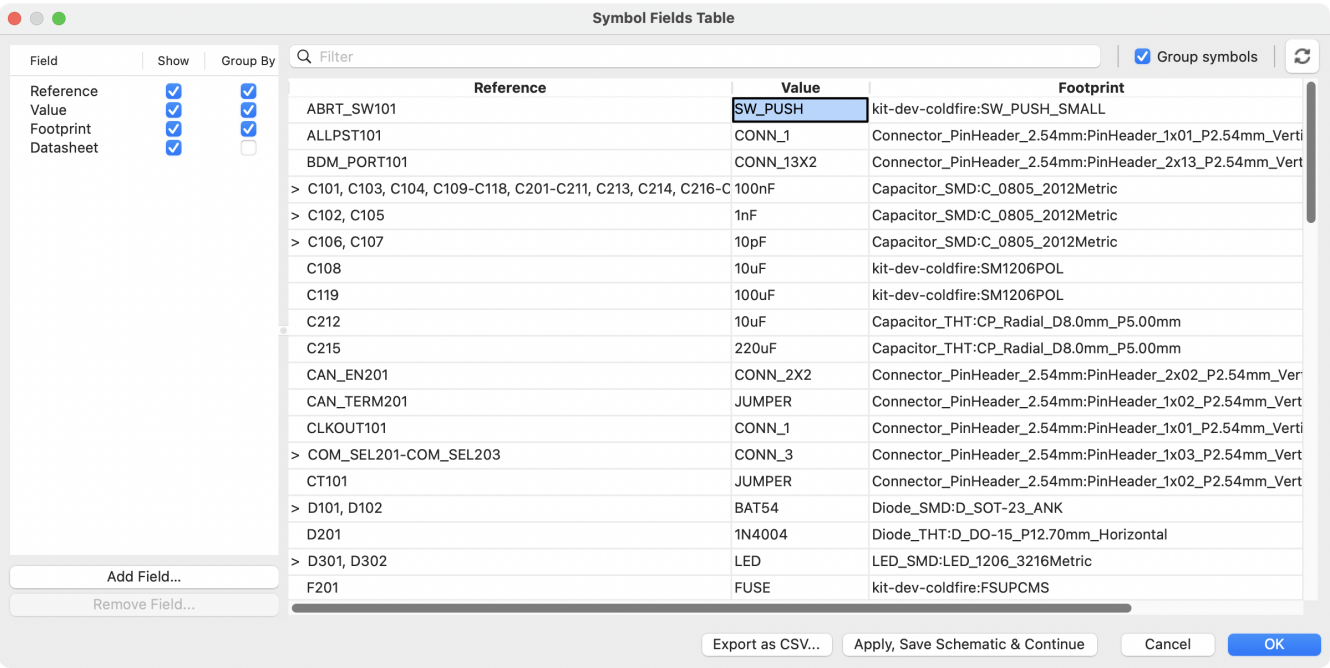 Symbol Fields Table
Field Show Group By
Reference
Value
Footprint
Datasheet
Add Field...
Remove Field...
Filter
Group symbols
Reference Value Footprint
ABRT_SW101 SW_PUSH kit-dev-coldfire:SW_PUSH_SMALL
ALLPST101 CONN_1 Connector_PinHeader_2.54mm:PinHeader_1x01_P2.54mm_Verti
BDM_PORT101 CONN_13X2 Connector_PinHeader_2.54mm:PinHeader_2x13_P2.54mm_Vert
> C101, C103, C104, C109-C118, C201-C211, C213, C214, C216-C 100nF Capacitor_SMD:C_0805_2012Metric
> C102, C105 1nF Capacitor_SMD:C_0805_2012Metric
> C106, C107 10pF Capacitor_SMD:C_0805_2012Metric
C108 10uF kit-dev-coldfire:SM1206POL
C119 100uF kit-dev-coldfire:SM1206POL
C212 10uF Capacitor_THT:CP_Radial_D8.0mm_P5.00mm
C215 220uF Capacitor_THT:CP_Radial_D8.0mm_P5.00mm
CAN_EN201 CONN_2X2 Connector_PinHeader_2.54mm:PinHeader_2x02_P2.54mm_Ver
CAN_TERM201 JUMPER Connector_PinHeader_2.54mm:PinHeader_1x02_P2.54mm_Vert
CLKOUT101 CONN_1 Connector_PinHeader_2.54mm:PinHeader_1x01_P2.54mm_Verti
> COM_SEL201-COM_SEL203 CONN_3 Connector_PinHeader_2.54mm:PinHeader_1x03_P2.54mm_Vert
CT101 JUMPER Connector_PinHeader_2.54mm:PinHeader_1x02_P2.54mm_Vert
> D101, D102 BAT54 Diode_SMD:D_SOT-23_ANK
D201 1N4004 Diode_THT:D_DO-15_P12.70mm_Horizontal
> D301, D302 LED LED_SMD:LED_1206_3216Metric
F201 FUSE kit-dev-coldfire:FSUPCMS
Export as CSV... Apply, Save Schematic & Continue Cancel OK